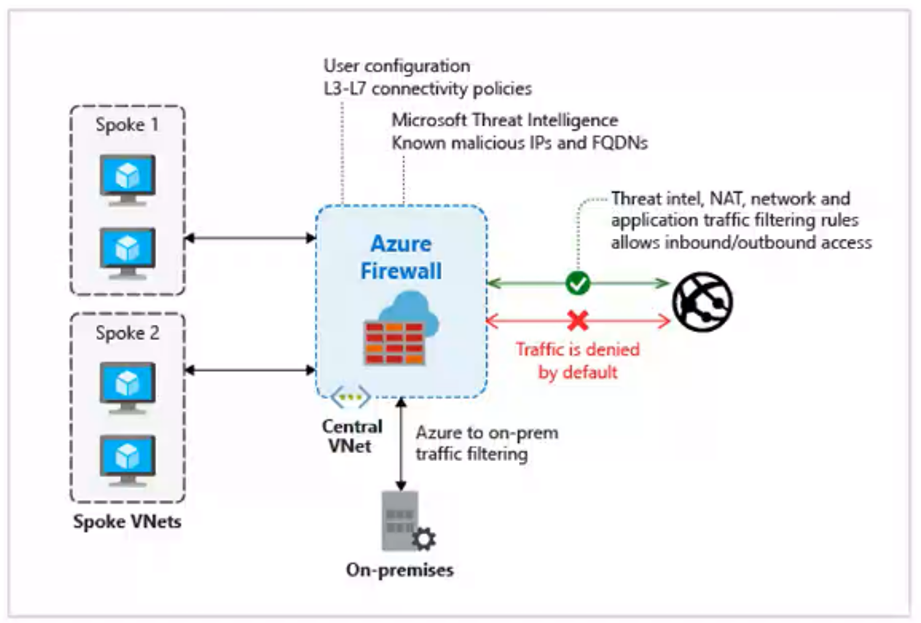 User configuration
L3-L7 connectivity policies
Microsoft Threat Intelligence
Known malicious IPs and FQDNs
Spoke 1
Threat intel, NAT, network and
application traffic filtering rules
allows inbound/outbound access
Azure
Firewall
Spoke 2
Traffic is denied
by default
Central
VNet
Azure to on-prem
traffic filtering
Spoke VNets
On-premises